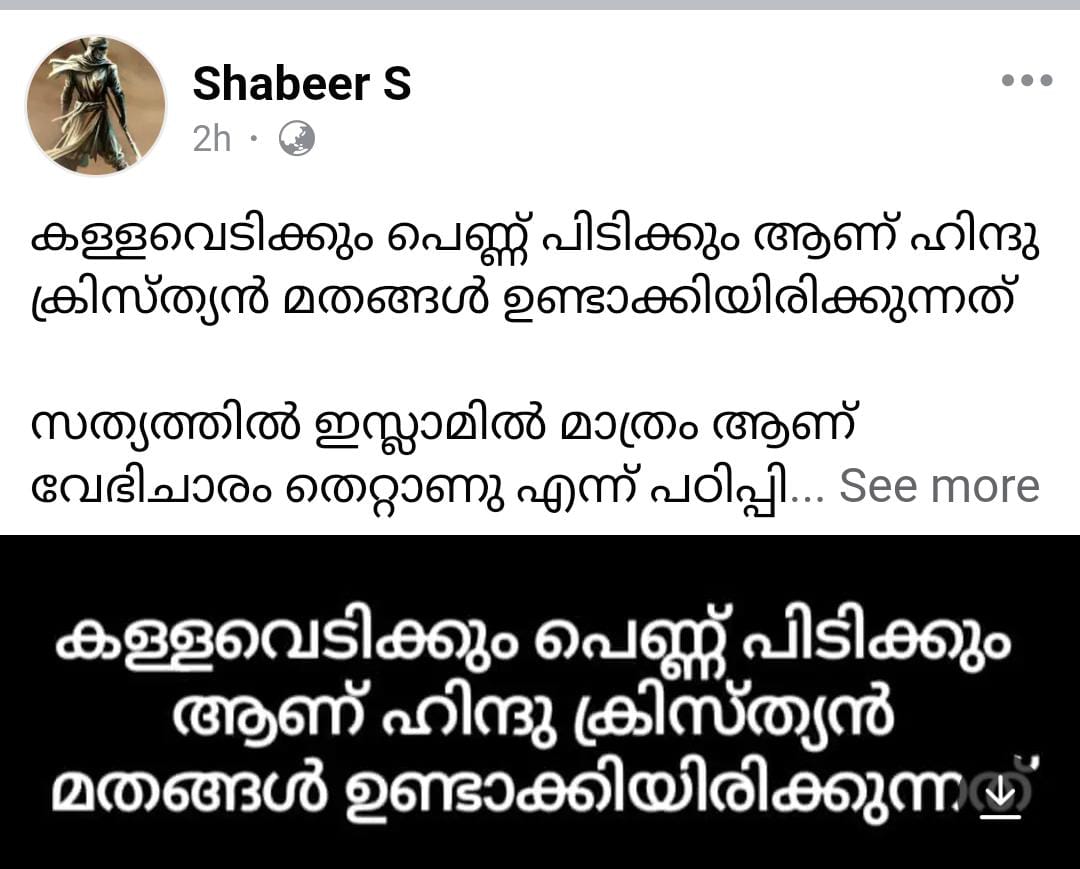 Shabeer S
2h ·
കള്ളവെടിക്കും പെണ്ണ് പിടിക്കും ആണ് ഹിന്ദു
ക്രിസ്ത്യൻ മതങ്ങൾ ഉണ്ടാക്കിയിരിക്കുന്നത്
സത്യത്തിൽ ഇസ്ലാമിൽ മാത്രം ആണ്
വേഭിചാരം തെറ്റാണു എന്ന് പഠിപ്പി... See more
കള്ളവെടിക്കും പെണ്ണ് പിടിക്കും
ആണ് ഹിന്ദു ക്രിസ്ത്യൻ
മതങ്ങൾ ഉണ്ടാക്കിയിരിക്കുന്നത്